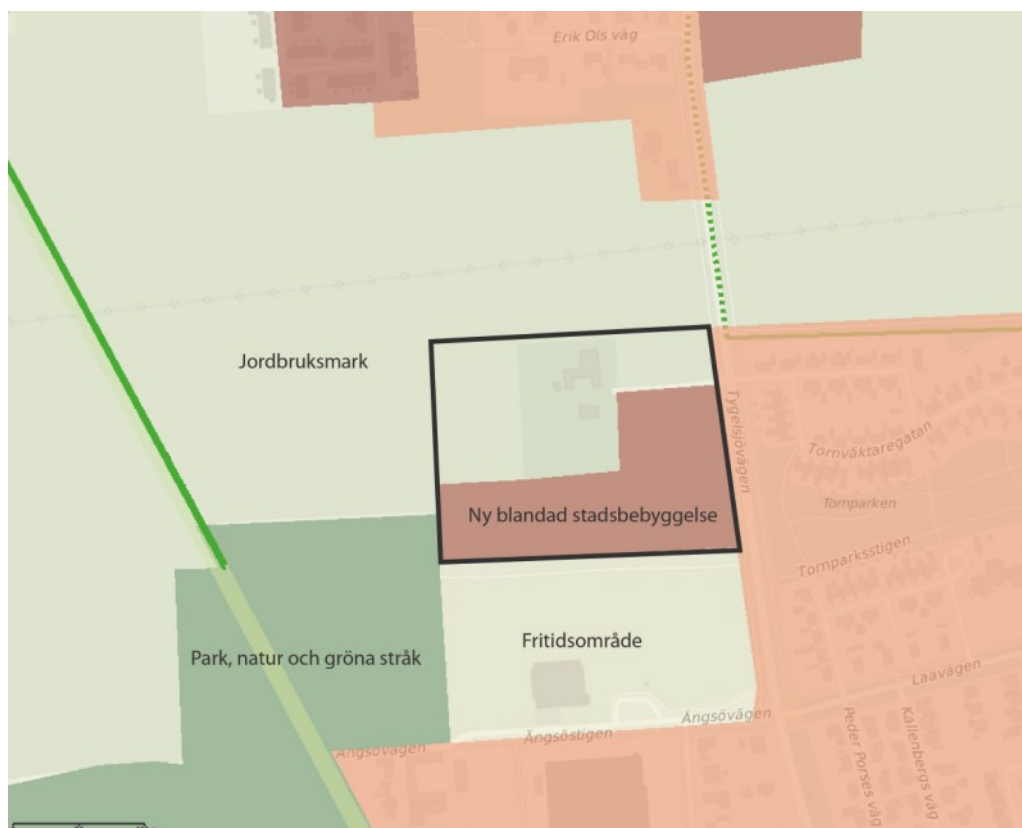 Erik Ols väg
Jordbruksmark
Tygelsjövägen
Tornväktaregatan
Ny blandad stadsbebyggelse
Tornparken
Tornparksstigen
Fritidsområde
Park, natur och gröna stråk
Laavägen
Ängsövägen
Ängsöstigen
Ängsövägen
Peder Porses väg
Kallenbergs väg